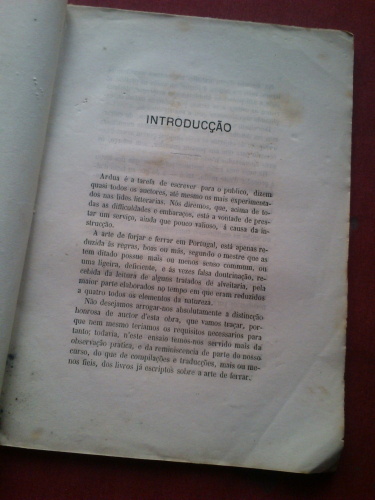 INTRODUCÇÃO
Ardua é a tarefa de escrever para o publico, dizem
quasi todos os auctores, até mesmo os mais experimenta-
dos nas lides litterarias. Nós diremos, que, acima de to-
das as difficuldades e embaraços, está a vontade de pres-
tar um serviço, ainda que pouco valioso, á causa da in-
strucção.
A arte de forjar e ferrar em Portugal, está apenas re-
duzida ás regras, boas ou más, segundo o mestre que as
tem dictado possue mais ou menos senso commum, ou
uma ligeira, deficiente, e ás vezes falsa doutrinação, re-
cebida da leitura de alguns tratados de alveitaria, pela
maior parte elaborados no tempo em que eram reduzidos
a quatro todos os elementos da natureza.
Não desejamos arrogar-nos absolutamente a distincção
honrosa de auctor d'esta obra, que vamos traçar, por-
que nem mesmo teriamos os requisitos necessarios para
tanto; todavia, n'este ensaio temos-nos servido mais da
observação pratica, e da reminiscencia de parte do nosso
curso, do que de compilações e traducções, mais ou me-
nos fieis, dos livros já escriptos sobre a arte de ferrar.